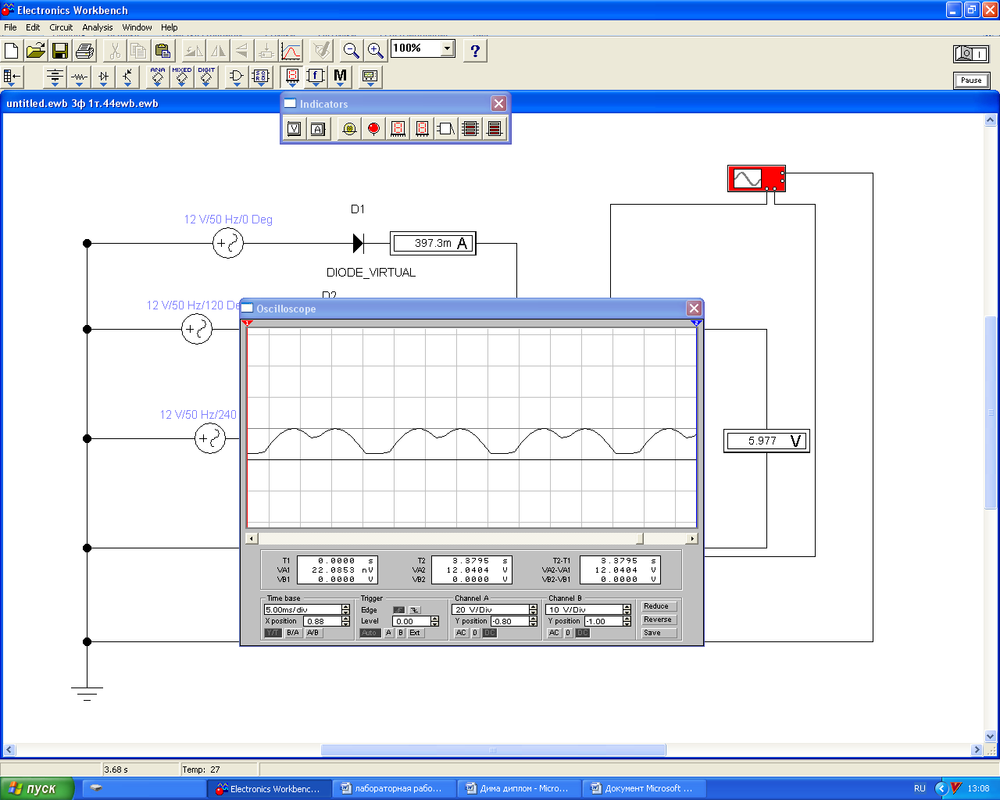 Electronics Workbench
File Edit Circuit Analysis Window Help
100%
?
ANA MIXED DIGIT
M
Pause
untitled.ewb 3ф 1т.44ewb.ewb
Indicators
V A
D1
12 V/50 Hz/0 Deg
397.3m A
DIODE_VIRTUAL
D2
12 V/50 Hz/120 De
Oscilloscope
1 2
12 V/50 Hz/240
5.977 V
T1 0.0000 s T2 3.3795 s T2-T1 3.3795 s
VA1 22.0853 nV VA2 12.0404 V VA2-VA1 12.0404 V
VB1 0.0000 V VB2 0.0000 V VB2-VB1 0.0000 V
Time base Trigger Channel A Channel B
5.00ms/div Edge 20 V/Div 10 V/Div Reduce
X position 0.88 Level 0.00 Y position -0.80 Y position -1.00 Reverse
Y/T B/A A/B Auto A B Ext AC 0 DC AC 0 DC Save
3.68 s Temp: 27
пуск Electronics Workbenc... лабораторная рабо... Дима диплом - Micro... Документ Microsoft ... RU 13:08